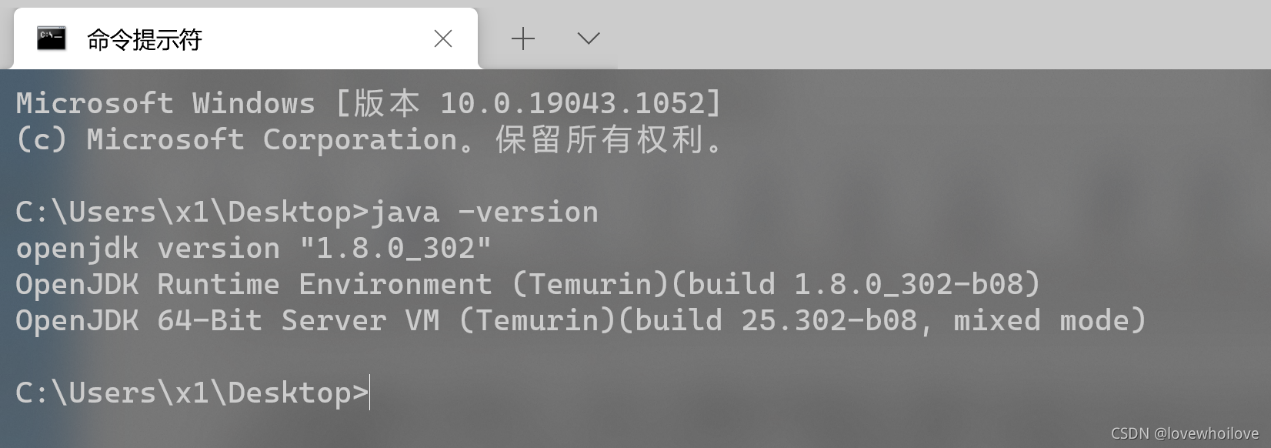 命令提示符
Microsoft Windows [版本 10.0.19043.1052]
(c) Microsoft Corporation。保留所有权利。
C:\Users\x1\Desktop>java -version
openjdk version "1.8.0_302"
OpenJDK Runtime Environment (Temurin)(build 1.8.0_302-b08)
OpenJDK 64-Bit Server VM (Temurin)(build 25.302-b08, mixed mode)
C:\Users\x1\Desktop>
CSDN @lovewhoilove